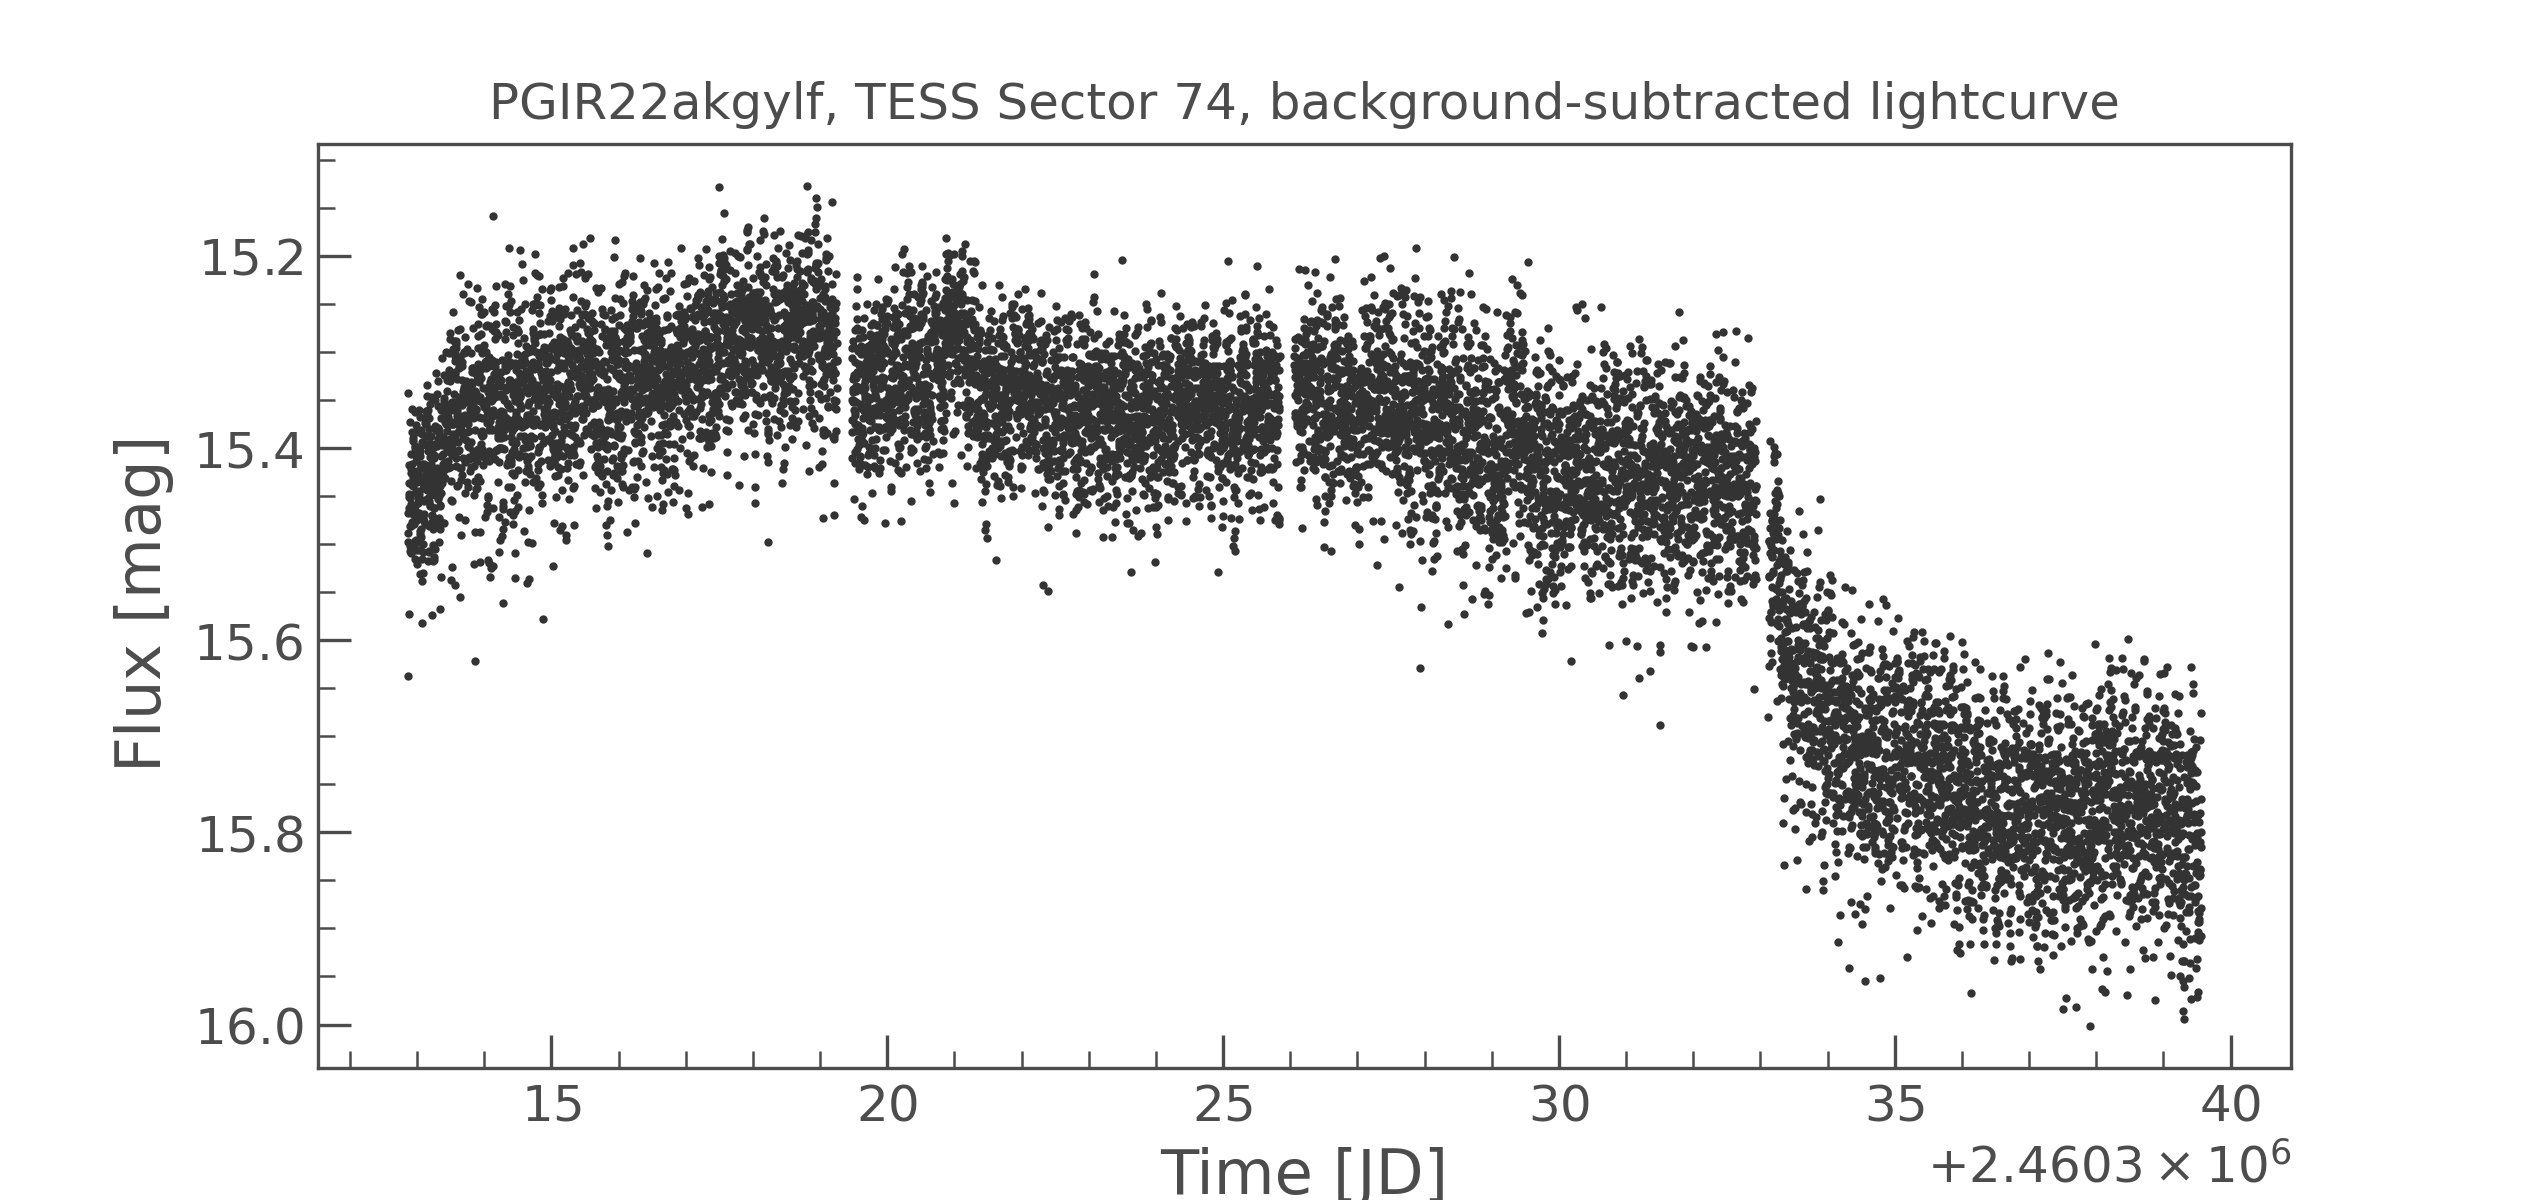 PGIR22akgylf, TESS Sector 74, background-subtracted lightcurve
Flux [mag]
15.2
15.4
15.6
15.8
16.0
15 20 25 30 35 40
Time [JD]
+2.4603 × 10⁶